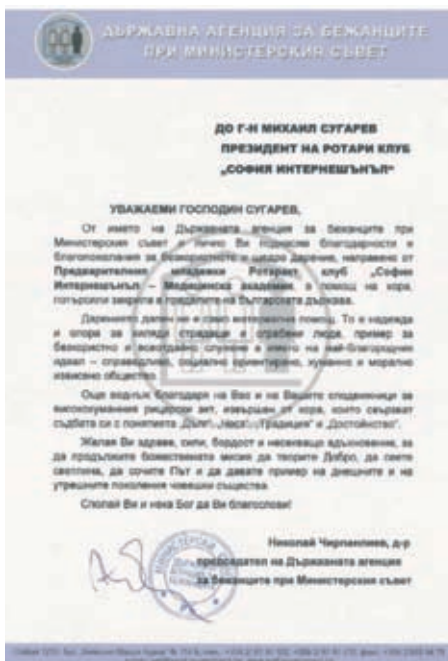 ДЪРЖАВНА АГЕНЦИЯ ЗА БЕЖАНЦИТЕ
ПРИ МИНИСТЕРСКИЯ СЪВЕТ
ДО Г-Н МИХАИЛ СУГАРЕВ
ПРЕЗИДЕНТ НА РОТАРИ КЛУБ
„СОФИЯ ИНТЕРНЕШЪНЪЛ“
УВАЖАЕМИ ГОСПОДИН СУГАРЕВ,
От името на Държавната агенция за бежанците при
Министерския съвет и лично Ви поднасям благодарности и
благопожелания за безкористното и щедро дарение, направено от
Предварителния младежки Ротаракт клуб „София
Интернешънъл – Медицинска академия, в помощ на хора,
потърсили закрила в пределите на българската държава.
Дарението далеч не е само материална помощ. То е надежда
и опора за хиляди страдащи и ограбени люде, пример за
безкористно и всеотдайно служене в името на най-благородния
идеал – справедливо, социално ориентирано, хуманно и морално
извисено общество.
Още веднъж благодаря на Вас и на Вашите сподвижници за
високохуманния рицарски акт, извършен от хора, които свързват
съдбата си с понятията „Дълг“, „Чест“, „Традиция“ и „Достойнство“.
Желая Ви здраве, сили, бодрост и несекващо вдъхновение, за
да продължите божествената мисия да творите Добро, да сеете
светлина, да сочите Път и да давате пример на днешните и на
утрешните поколения човешки същества.
Сполай Ви и нека Бог да Ви благослови!
Николай Чирпанлиев, д-р
председател на Държавната агенция
за бежанците при Министерския съвет